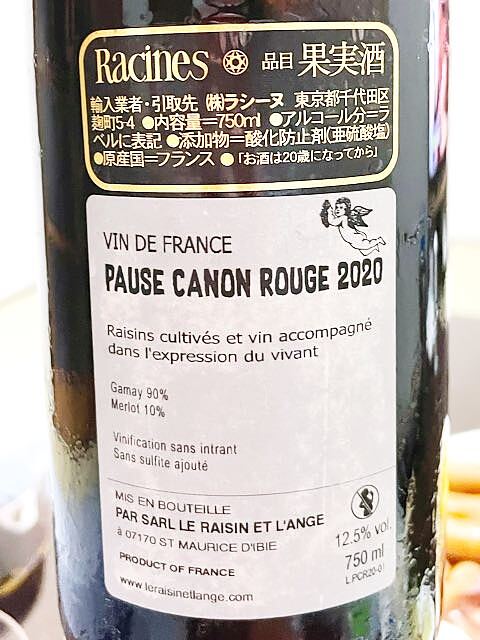 Racines 品目 果実酒
輸入業者・引取先 ㈱ラシーヌ 東京都千代田区
麹町5-4 ●内容量=750ml ●アルコール分=ラ
ベルに表記 ●添加物=酸化防止剤(亜硫酸塩)
●原産国=フランス ●「お酒は20歳になってから」
VIN DE FRANCE
PAUSE CANON ROUGE 2020
Raisins cultivés et vin accompagné
dans l'expression du vivant
Gamay 90%
Merlot 10%
Vinification sans intrant
Sans sulfite ajouté
MIS EN BOUTEILLE
PAR SARL LE RAISIN ET L'ANGE
à 07170 ST MAURICE D'IBIE
12.5% vol.
750 ml
L PCR20-01
PRODUCT OF FRANCE
www.leraisinetlange.com